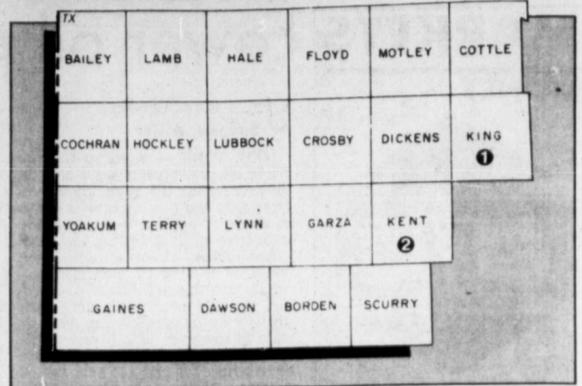 TX
BAILEY LAMB HALE FLOYD MOTLEY COTTLE
COCHRAN HOCKLEY LUBBOCK CROSBY DICKENS KING
1
YOAKUM TERRY LYNN GARZA KENT
2
GAINES DAWSON BORDEN SCURRY